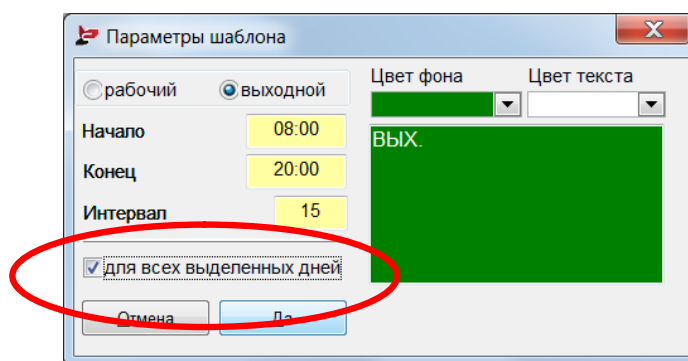 Параметры шаблона
рабочий выходной
Начало 08:00
Конец 20:00
Интервал 15
для всех выделенных дней
Отмена Да
Цвет фона Цвет текста
ВЫХ.